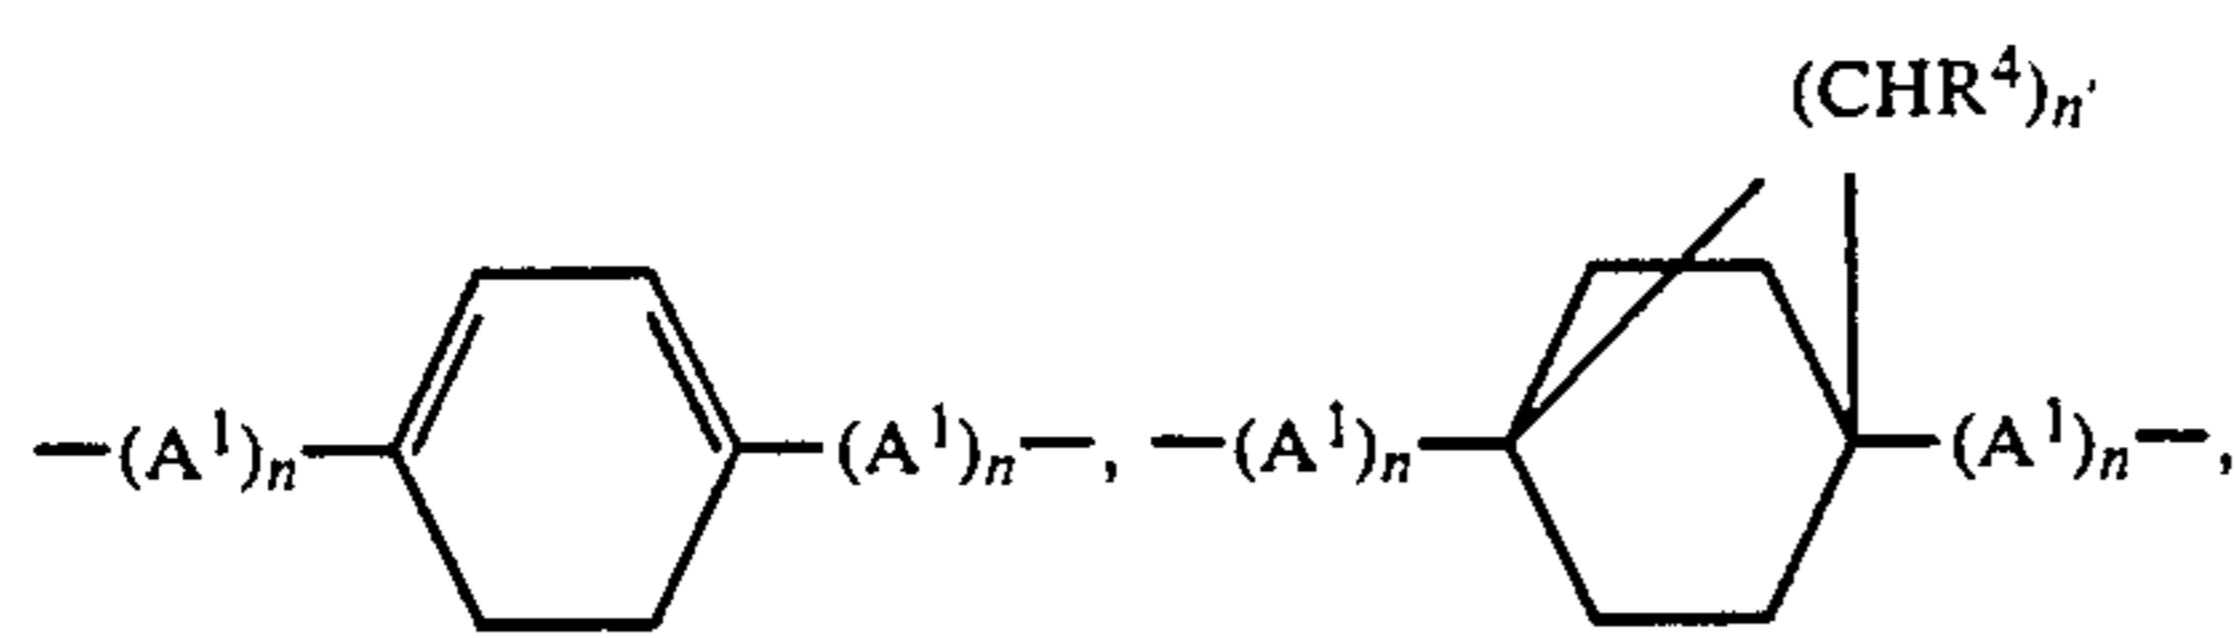 (CHR⁴)ₙ'
—(A¹)ₙ— —(A¹)ₙ—, —(A¹)ₙ— —(A¹)ₙ—,